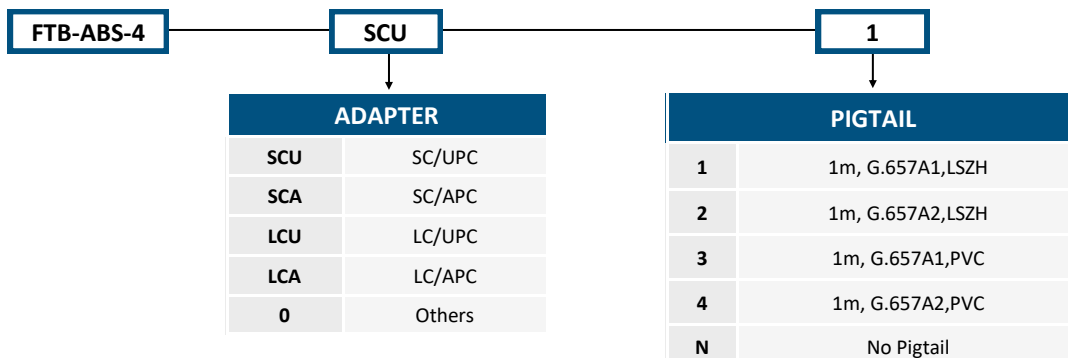 FTB-ABS-4 SCU 1
ADAPTER
SCU SC/UPC
SCA SC/APC
LCU LC/UPC
LCA LC/APC
0 Others
PIGTAIL
1 1m, G.657A1,LSZH
2 1m, G.657A2,LSZH
3 1m, G.657A1,PVC
4 1m, G.657A2,PVC
N No Pigtail